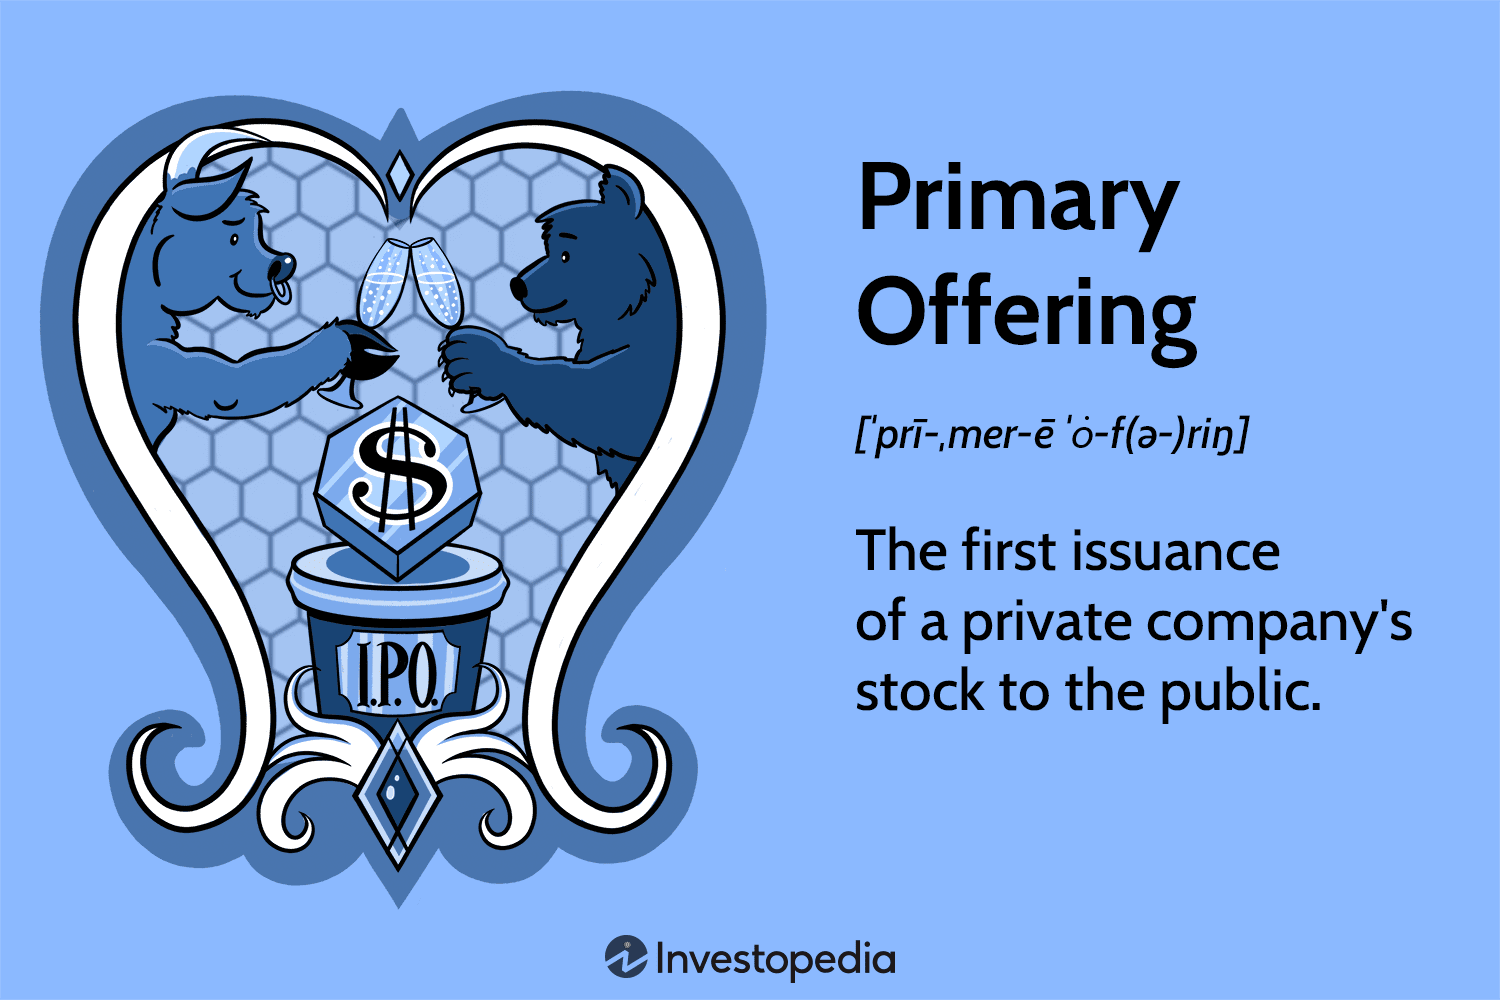 $
I.P.O.
Primary
Offering
[ˈprī-ˌmer-ē ˈȯ-f(ə-)riŋ]
The first issuance
of a private company's
stock to the public.
Investopedia